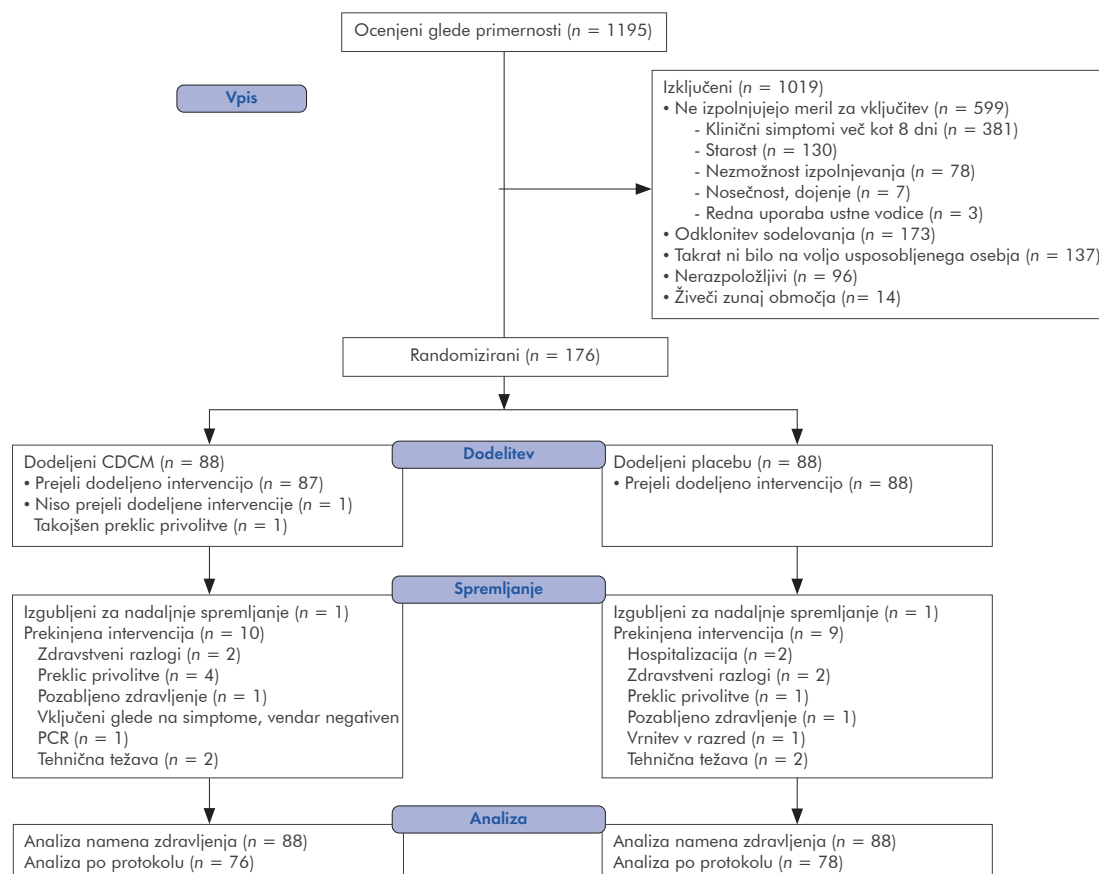 Ocenjeni glede primernosti (n = 1195)
Vpis
Izključeni (n = 1019)
• Ne izpolnjujejo meril za vključitev (n = 599)
- Klinični simptomi več kot 8 dni (n = 381)
- Starost (n = 130)
- Nezmožnost izpolnjevanja (n = 78)
- Nosečnost, dojenje (n = 7)
- Redna uporaba ustne vodice (n = 3)
• Odklonitev sodelovanja (n = 173)
• Takrat ni bilo na voljo usposobljenega osebja (n = 137)
• Nerazpoložljivi (n = 96)
• Živeči zunaj območja (n= 14)
Randomizirani (n = 176)
Dodelitev
Dodeljeni CDCM (n = 88)
• Prejeli dodeljeno intervencijo (n = 87)
• Niso prejeli dodeljene intervencije (n = 1)
Takojšen preklic privolitve (n = 1)
Dodeljeni placebu (n = 88)
• Prejeli dodeljeno intervencijo (n = 88)
Spremljanje
Izgubljeni za nadaljnje spremljanje (n = 1)
Prekinjena intervencija (n = 10)
Zdravstveni razlogi (n = 2)
Preklic privolitve (n = 4)
Pozabljeno zdravljenje (n = 1)
Vključeni glede na simptome, vendar negativen
PCR (n = 1)
Tehnična težava (n = 2)
Izgubljeni za nadaljnje spremljanje (n = 1)
Prekinjena intervencija (n = 9)
Hospitalizacija (n =2)
Zdravstveni razlogi (n = 2)
Preklic privolitve (n = 1)
Pozabljeno zdravljenje (n = 1)
Vrnitev v razred (n = 1)
Tehnična težava (n = 2)
Analiza
Analiza namena zdravljenja (n = 88)
Analiza po protokolu (n = 76)
Analiza namena zdravljenja (n = 88)
Analiza po protokolu (n = 78)